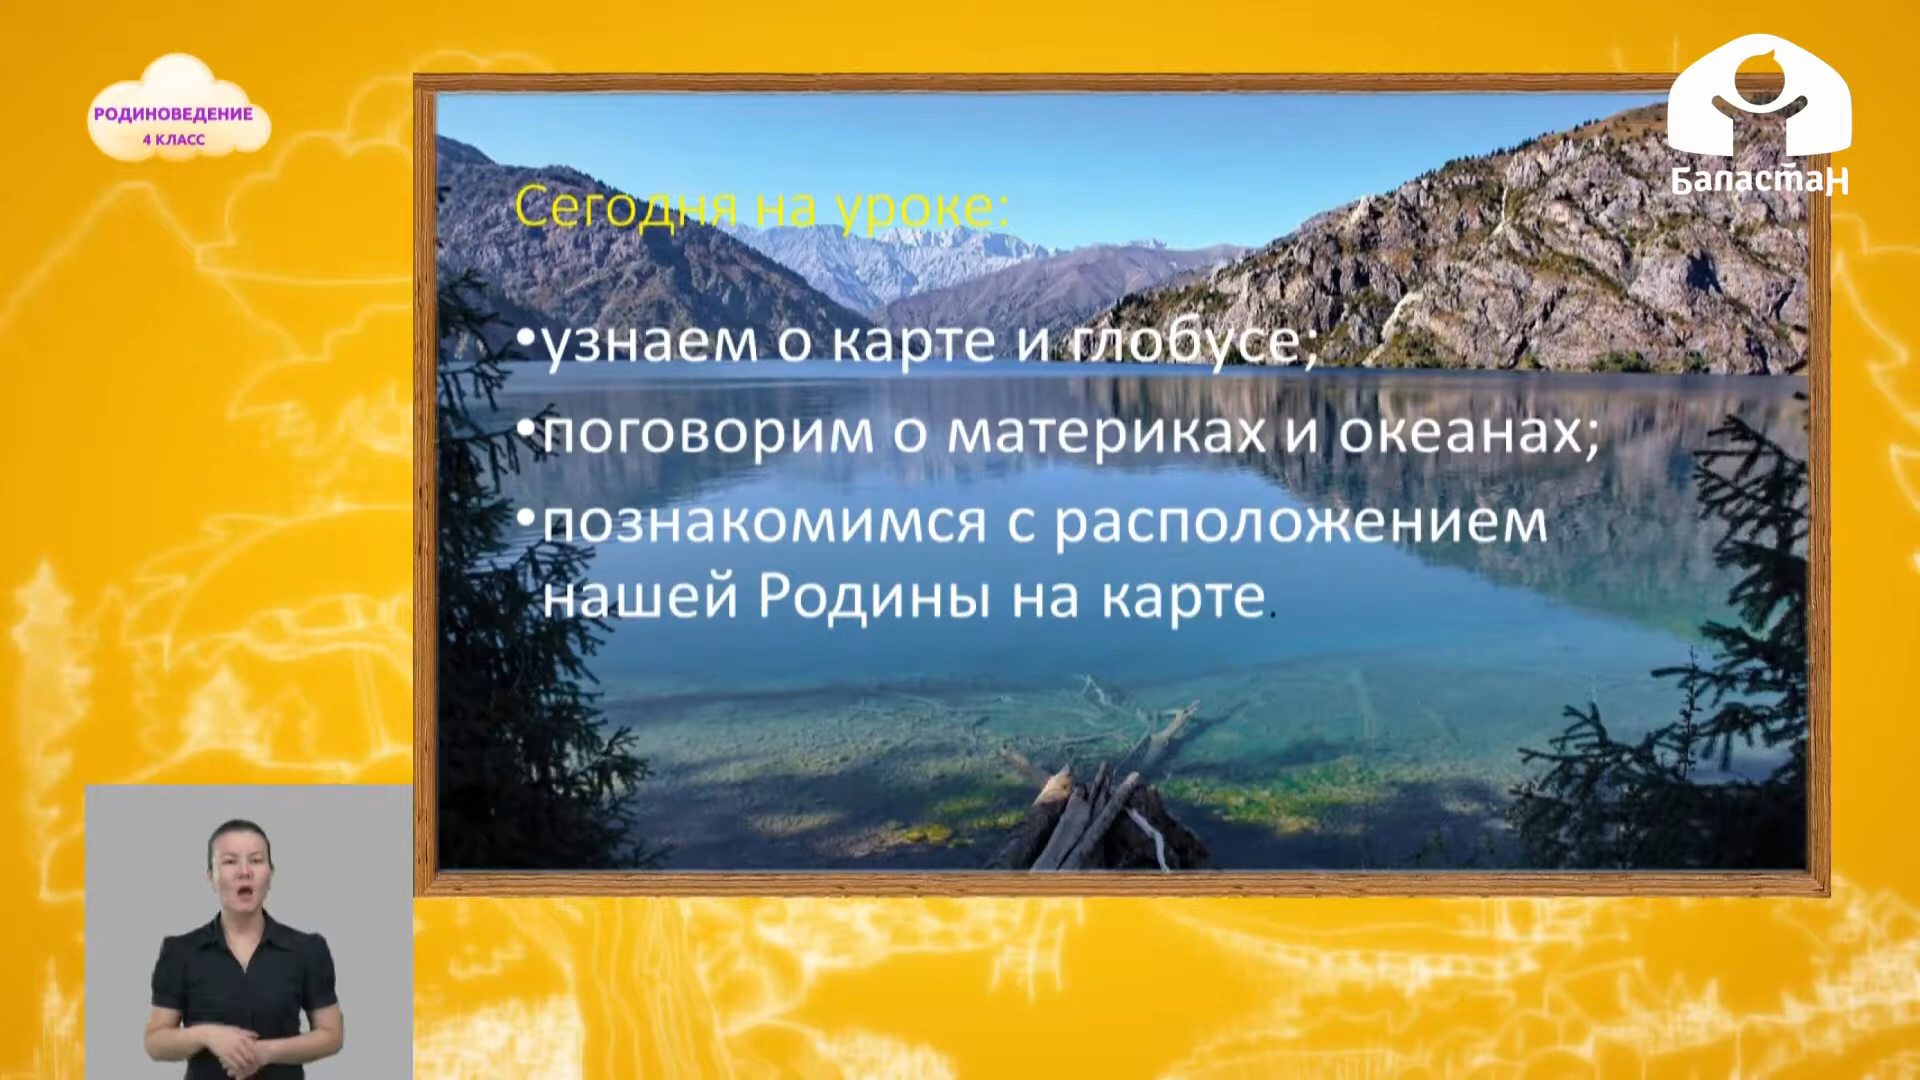 РОДИНОВЕДЕНИЕ
4 КЛАСС
Баластан
Сегодня на уроке:
•узнаем о карте и глобусе;
•поговорим о материках и океанах;
•познакомимся с расположением
нашей Родины на карте.